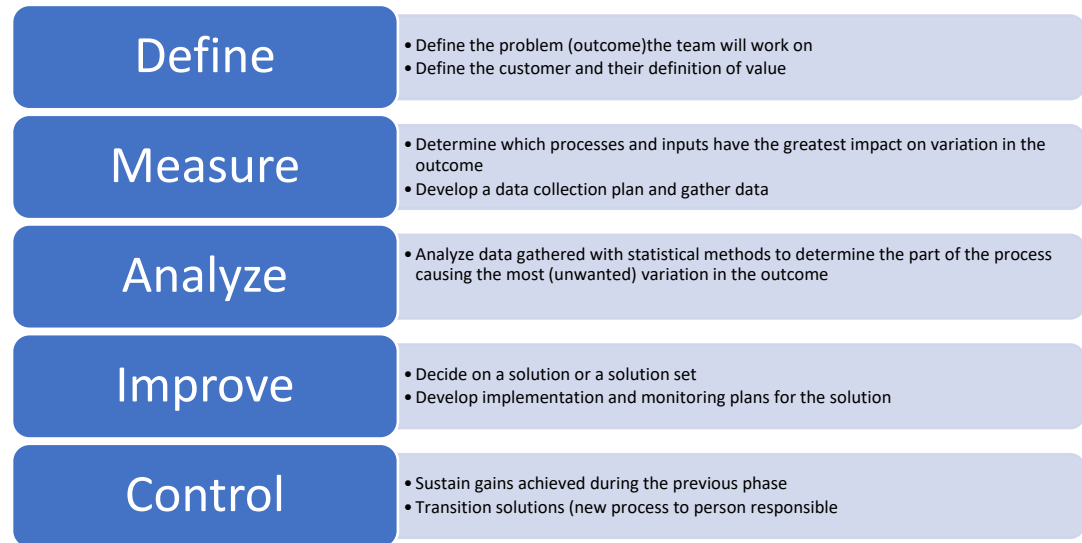 Define
• Define the problem (outcome)the team will work on
• Define the customer and their definition of value
Measure
• Determine which processes and inputs have the greatest impact on variation in the
outcome
• Develop a data collection plan and gather data
Analyze
• Analyze data gathered with statistical methods to determine the part of the process
causing the most (unwanted) variation in the outcome
Improve
• Decide on a solution or a solution set
• Develop implementation and monitoring plans for the solution
Control
• Sustain gains achieved during the previous phase
• Transition solutions (new process to person responsible